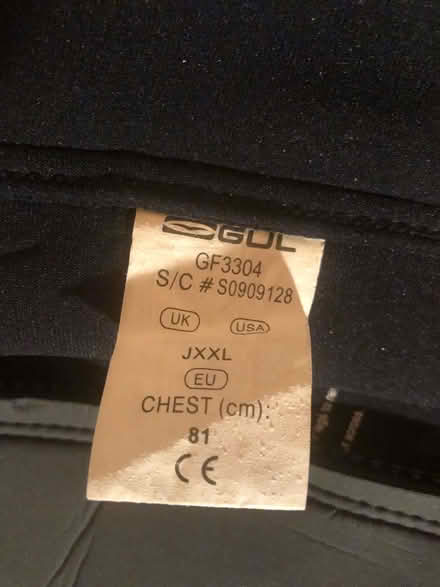 GUL
GF3304
S/C # S0909128
UK USA
JXXL
EU
CHEST (cm):
81
CE